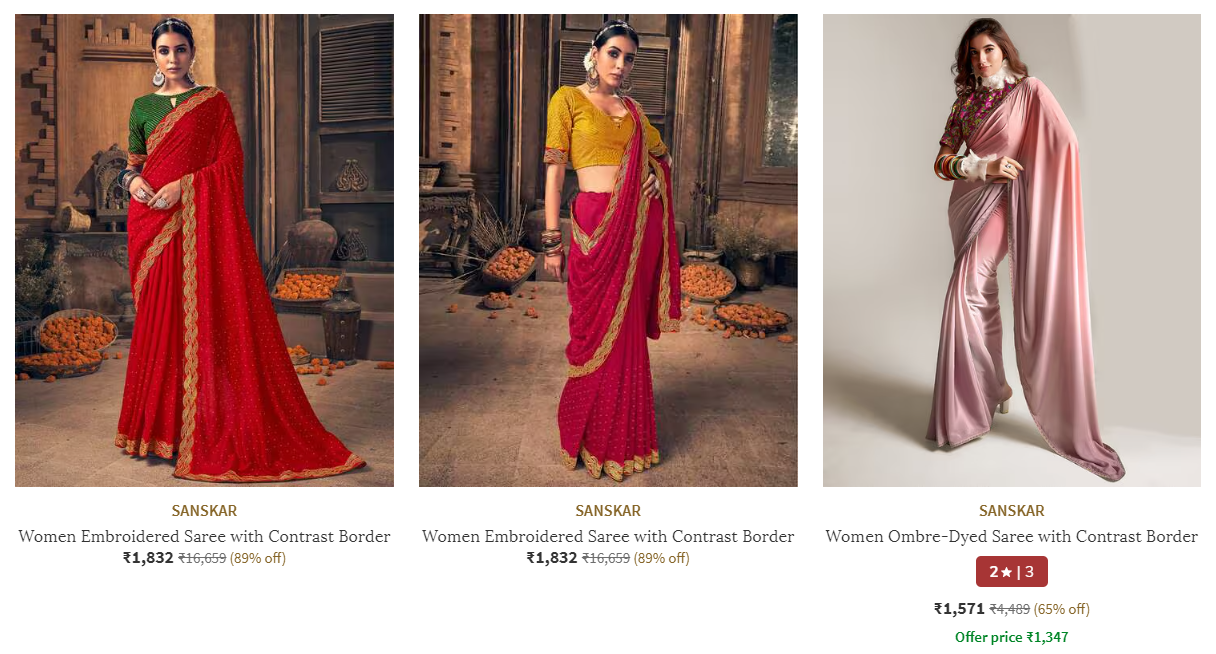 SANSKAR
Women Embroidered Saree with Contrast Border
₹1,832 ₹16,659 (89% off)
SANSKAR
Women Embroidered Saree with Contrast Border
₹1,832 ₹16,659 (89% off)
SANSKAR
Women Ombre-Dyed Saree with Contrast Border
2★ | 3
₹1,571 ₹4,489 (65% off)
Offer price ₹1,347